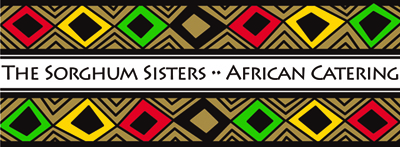 The Sorghum Sisters •• African Catering